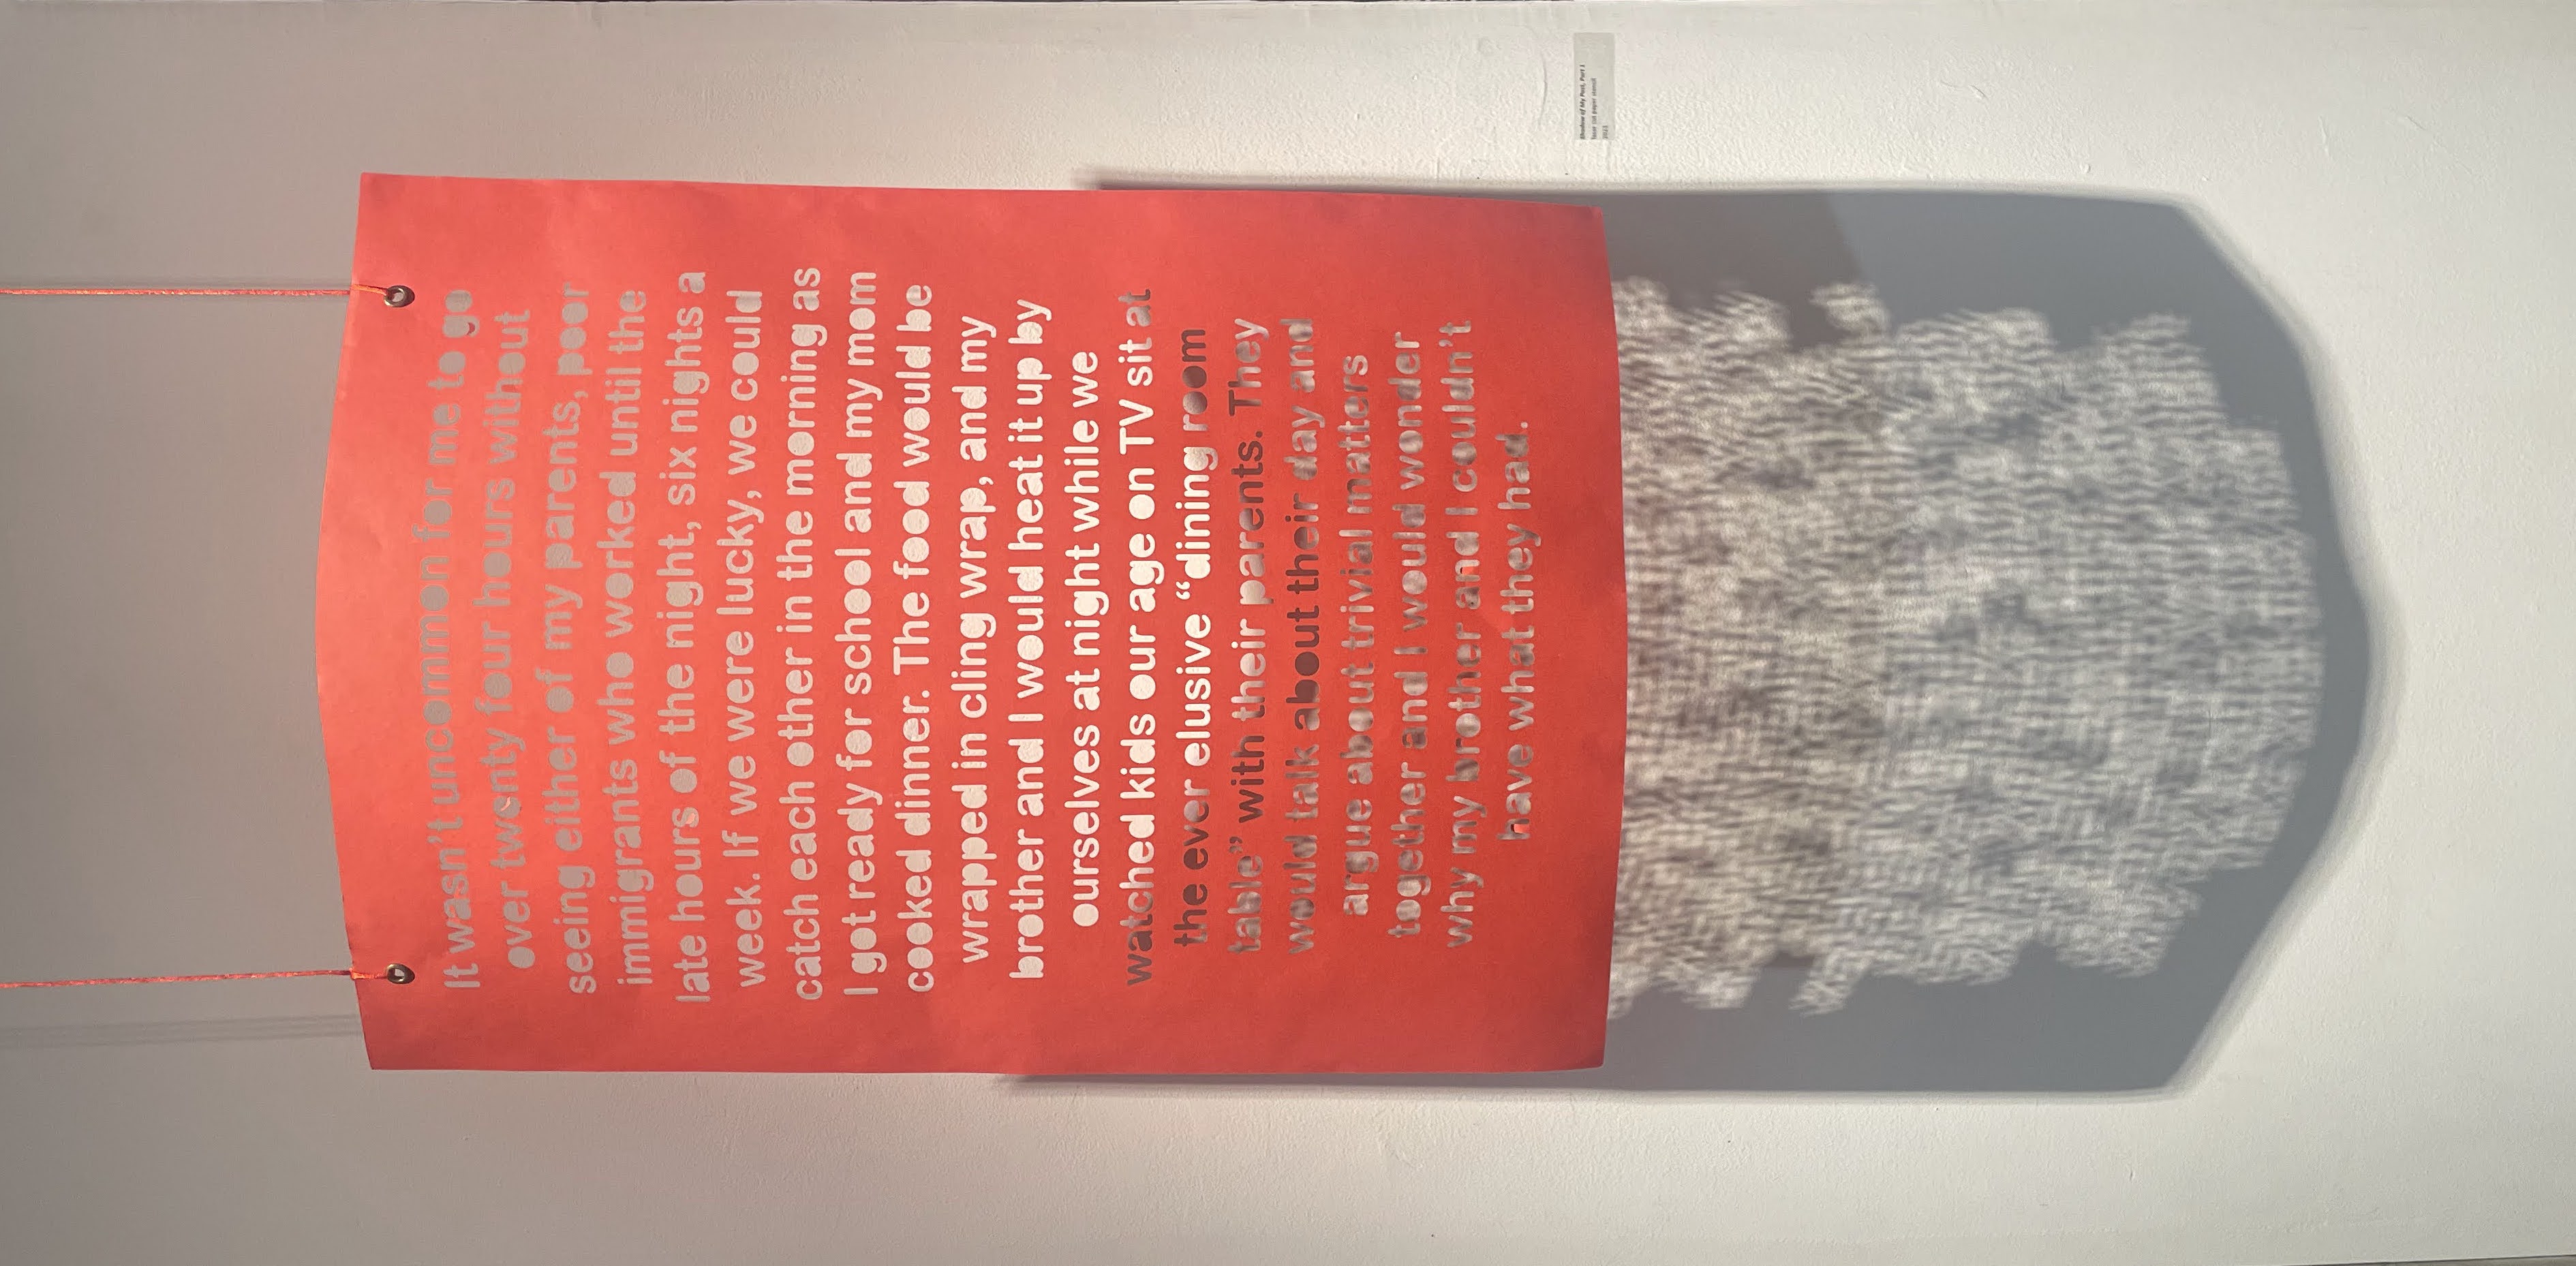 It wasn't uncommon for me to go
over twenty four hours without
seeing either of my parents, poor
immigrants who worked until the
late hours of the night, six nights a
week. If we were lucky, we could
catch each other in the morning as
I got ready for school and my mom
cooked dinner. The food would be
wrapped in cling wrap, and my
brother and I would heat it up by
ourselves at night while we
watched kids our age on TV sit at
the ever elusive “dining room
table” with their parents. They
would talk about their day and
argue about trivial matters
together and I would wonder
why my brother and I couldn't
have what they had.
Shadow of My Past, Part 1
laser cut paper stencil